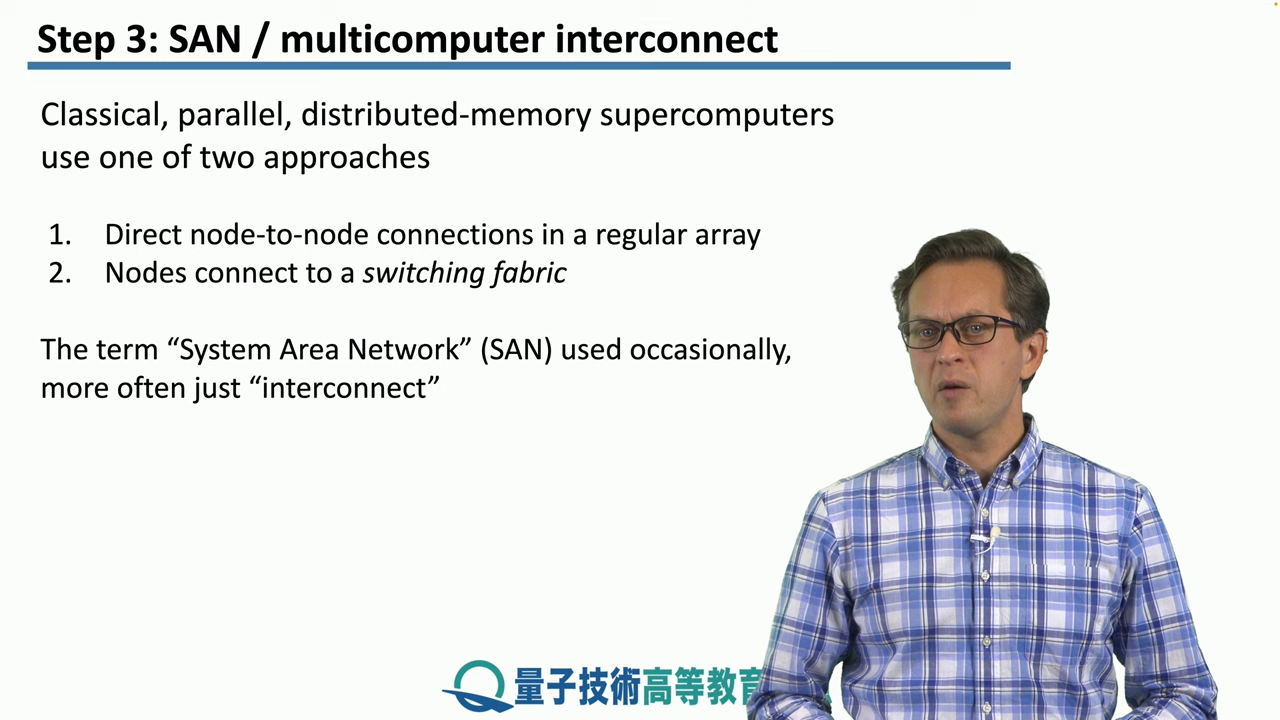 Step 3: SAN / multicomputer interconnect
Classical, parallel, distributed-memory supercomputers
use one of two approaches
1. Direct node-to-node connections in a regular array
2. Nodes connect to a switching fabric
The term “System Area Network” (SAN) used occasionally,
more often just “interconnect”
量子技術高等教育